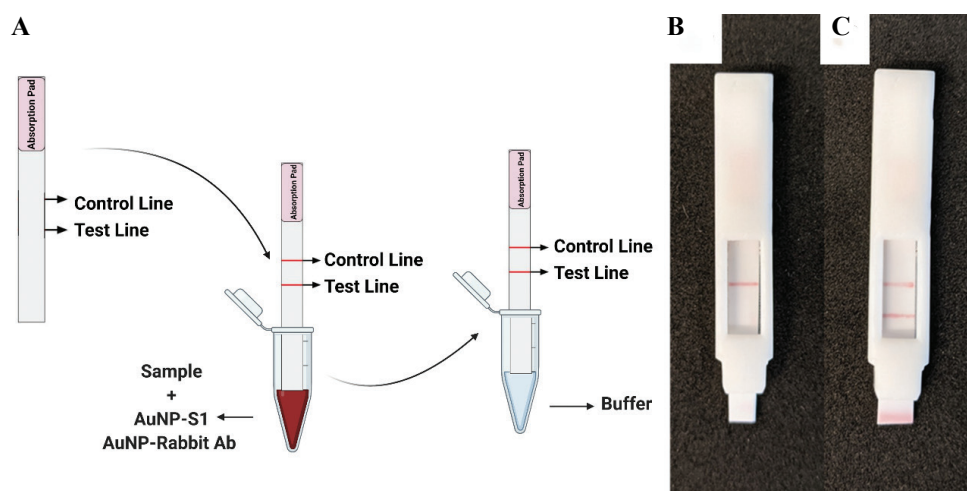 A
B
C
Absorption Pad
Control Line
Test Line
Absorption Pad
Control Line
Test Line
Sample
+
AuNP-S1
AuNP-Rabbit Ab
Absorption Pad
Control Line
Test Line
Buffer